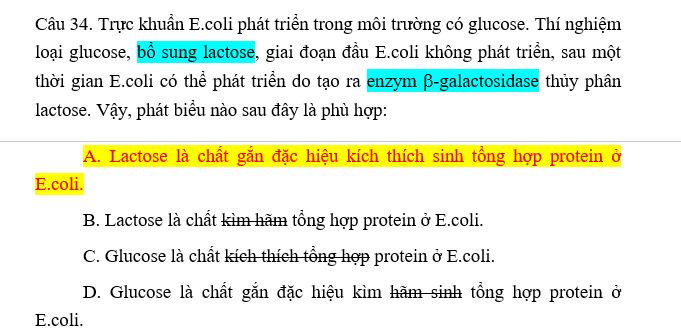 Câu 34. Trực khuẩn E.coli phát triển trong môi trường có glucose. Thí nghiệm
loại glucose, bổ sung lactose, giai đoạn đầu E.coli không phát triển, sau một
thời gian E.coli có thể phát triển do tạo ra enzym β-galactosidase thủy phân
lactose. Vậy, phát biểu nào sau đây là phù hợp:
A. Lactose là chất gắn đặc hiệu kích thích sinh tổng hợp protein ở
E.coli.
B. Lactose là chất kìm hãm tổng hợp protein ở E.coli.
C. Glucose là chất kích thích tổng hợp protein ở E.coli.
D. Glucose là chất gắn đặc hiệu kìm hãm sinh tổng hợp protein ở
E.coli.